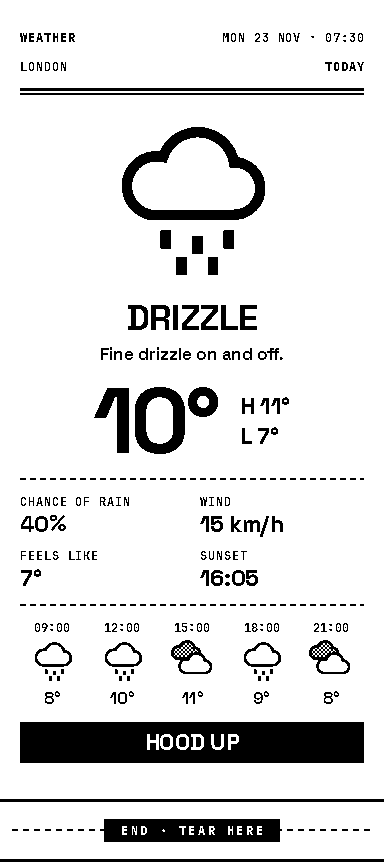 WEATHER MON 23 NOV · 07:30
LONDON TODAY
DRIZZLE
Fine drizzle on and off.
10° H 11°
L 7°
CHANCE OF RAIN WIND
40% 15 km/h
FEELS LIKE SUNSET
7° 16:05
09:00 12:00 15:00 18:00 21:00
8° 10° 11° 9° 8°
HOOD UP
END · TEAR HERE